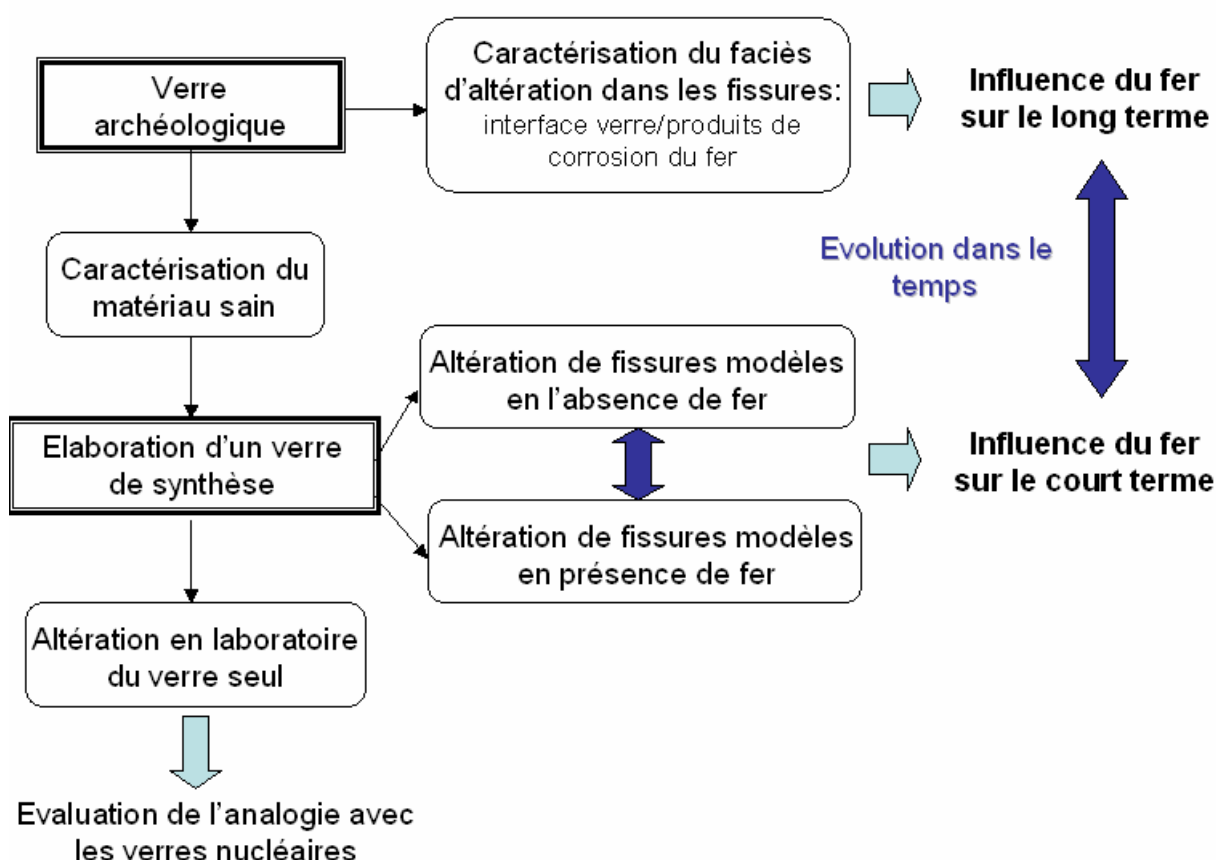 Verre
archéologique
Caractérisation du faciès
d'altération dans les fissures:
interface verre/produits de
corrosion du fer
Influence du fer
sur le long terme
Caractérisation du
matériau sain
Evolution dans le
temps
Altération de fissures modèles
en l'absence de fer
Elaboration d'un verre
de synthèse
Influence du fer
sur le court terme
Altération de fissures modèles
en présence de fer
Altération en laboratoire
du verre seul
Evaluation de l'analogie avec
les verres nucléaires